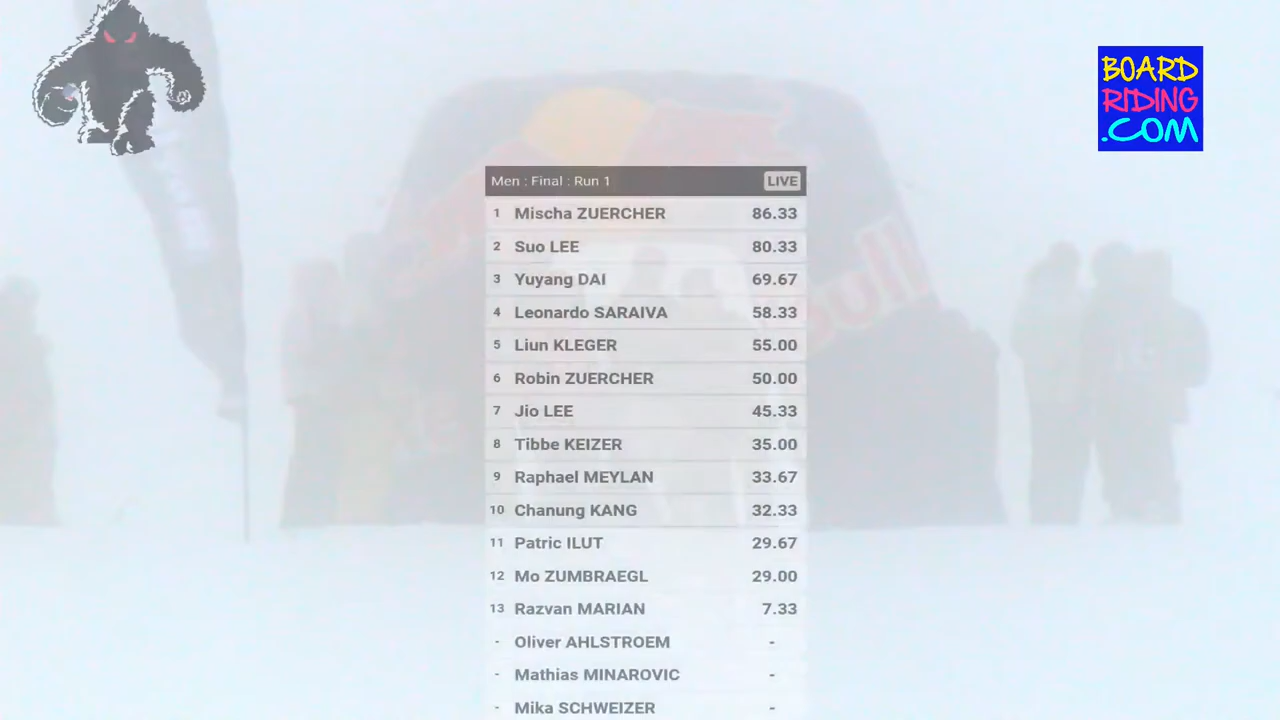 BOARD
RIDING
.COM
Men : Final : Run 1 LIVE
1 Mischa ZUERCHER 86.33
2 Suo LEE 80.33
3 Yuyang DAI 69.67
4 Leonardo SARAIVA 58.33
5 Liun KLEGER 55.00
6 Robin ZUERCHER 50.00
7 Jio LEE 45.33
8 Tibbe KEIZER 35.00
9 Raphael MEYLAN 33.67
10 Chanung KANG 32.33
11 Patric ILUT 29.67
12 Mo ZUMBRAEGL 29.00
13 Razvan MARIAN 7.33
- Oliver AHLSTROEM -
- Mathias MINAROVIC -
- Mika SCHWEIZER -
Bull